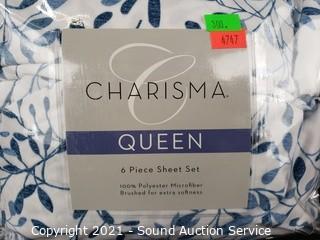 300.
4747
CHARISMA®
QUEEN
6 Piece Sheet Set
100% Polyester Microfiber
Brushed for extra softness
Copyright 2021 - Sound Auction Service